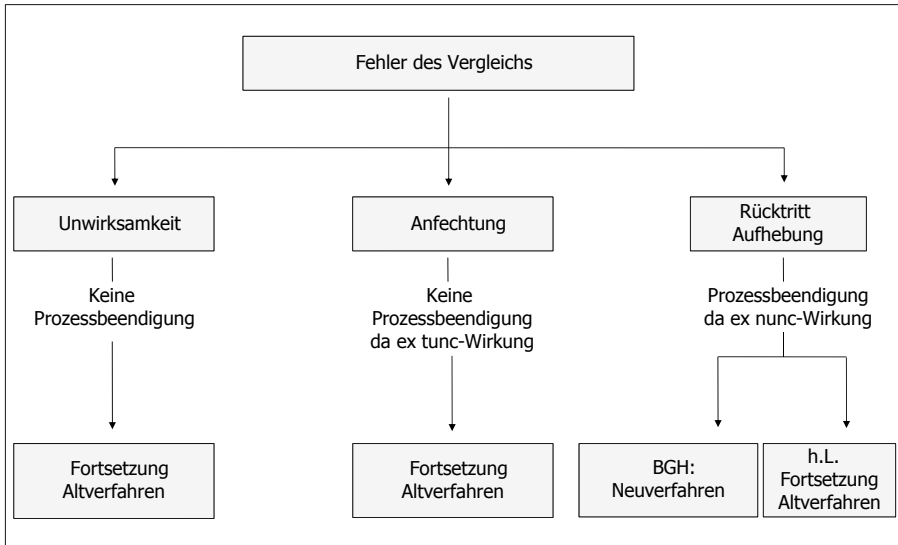 Fehler des Vergleichs
Unwirksamkeit
Anfechtung
Rücktritt
Aufhebung
Keine
Prozessbeendigung
Keine
Prozessbeendigung
da ex tunc-Wirkung
Prozessbeendigung
da ex nunc-Wirkung
Fortsetzung
Altverfahren
Fortsetzung
Altverfahren
BGH:
Neuverfahren
h.L.
Fortsetzung
Altverfahren